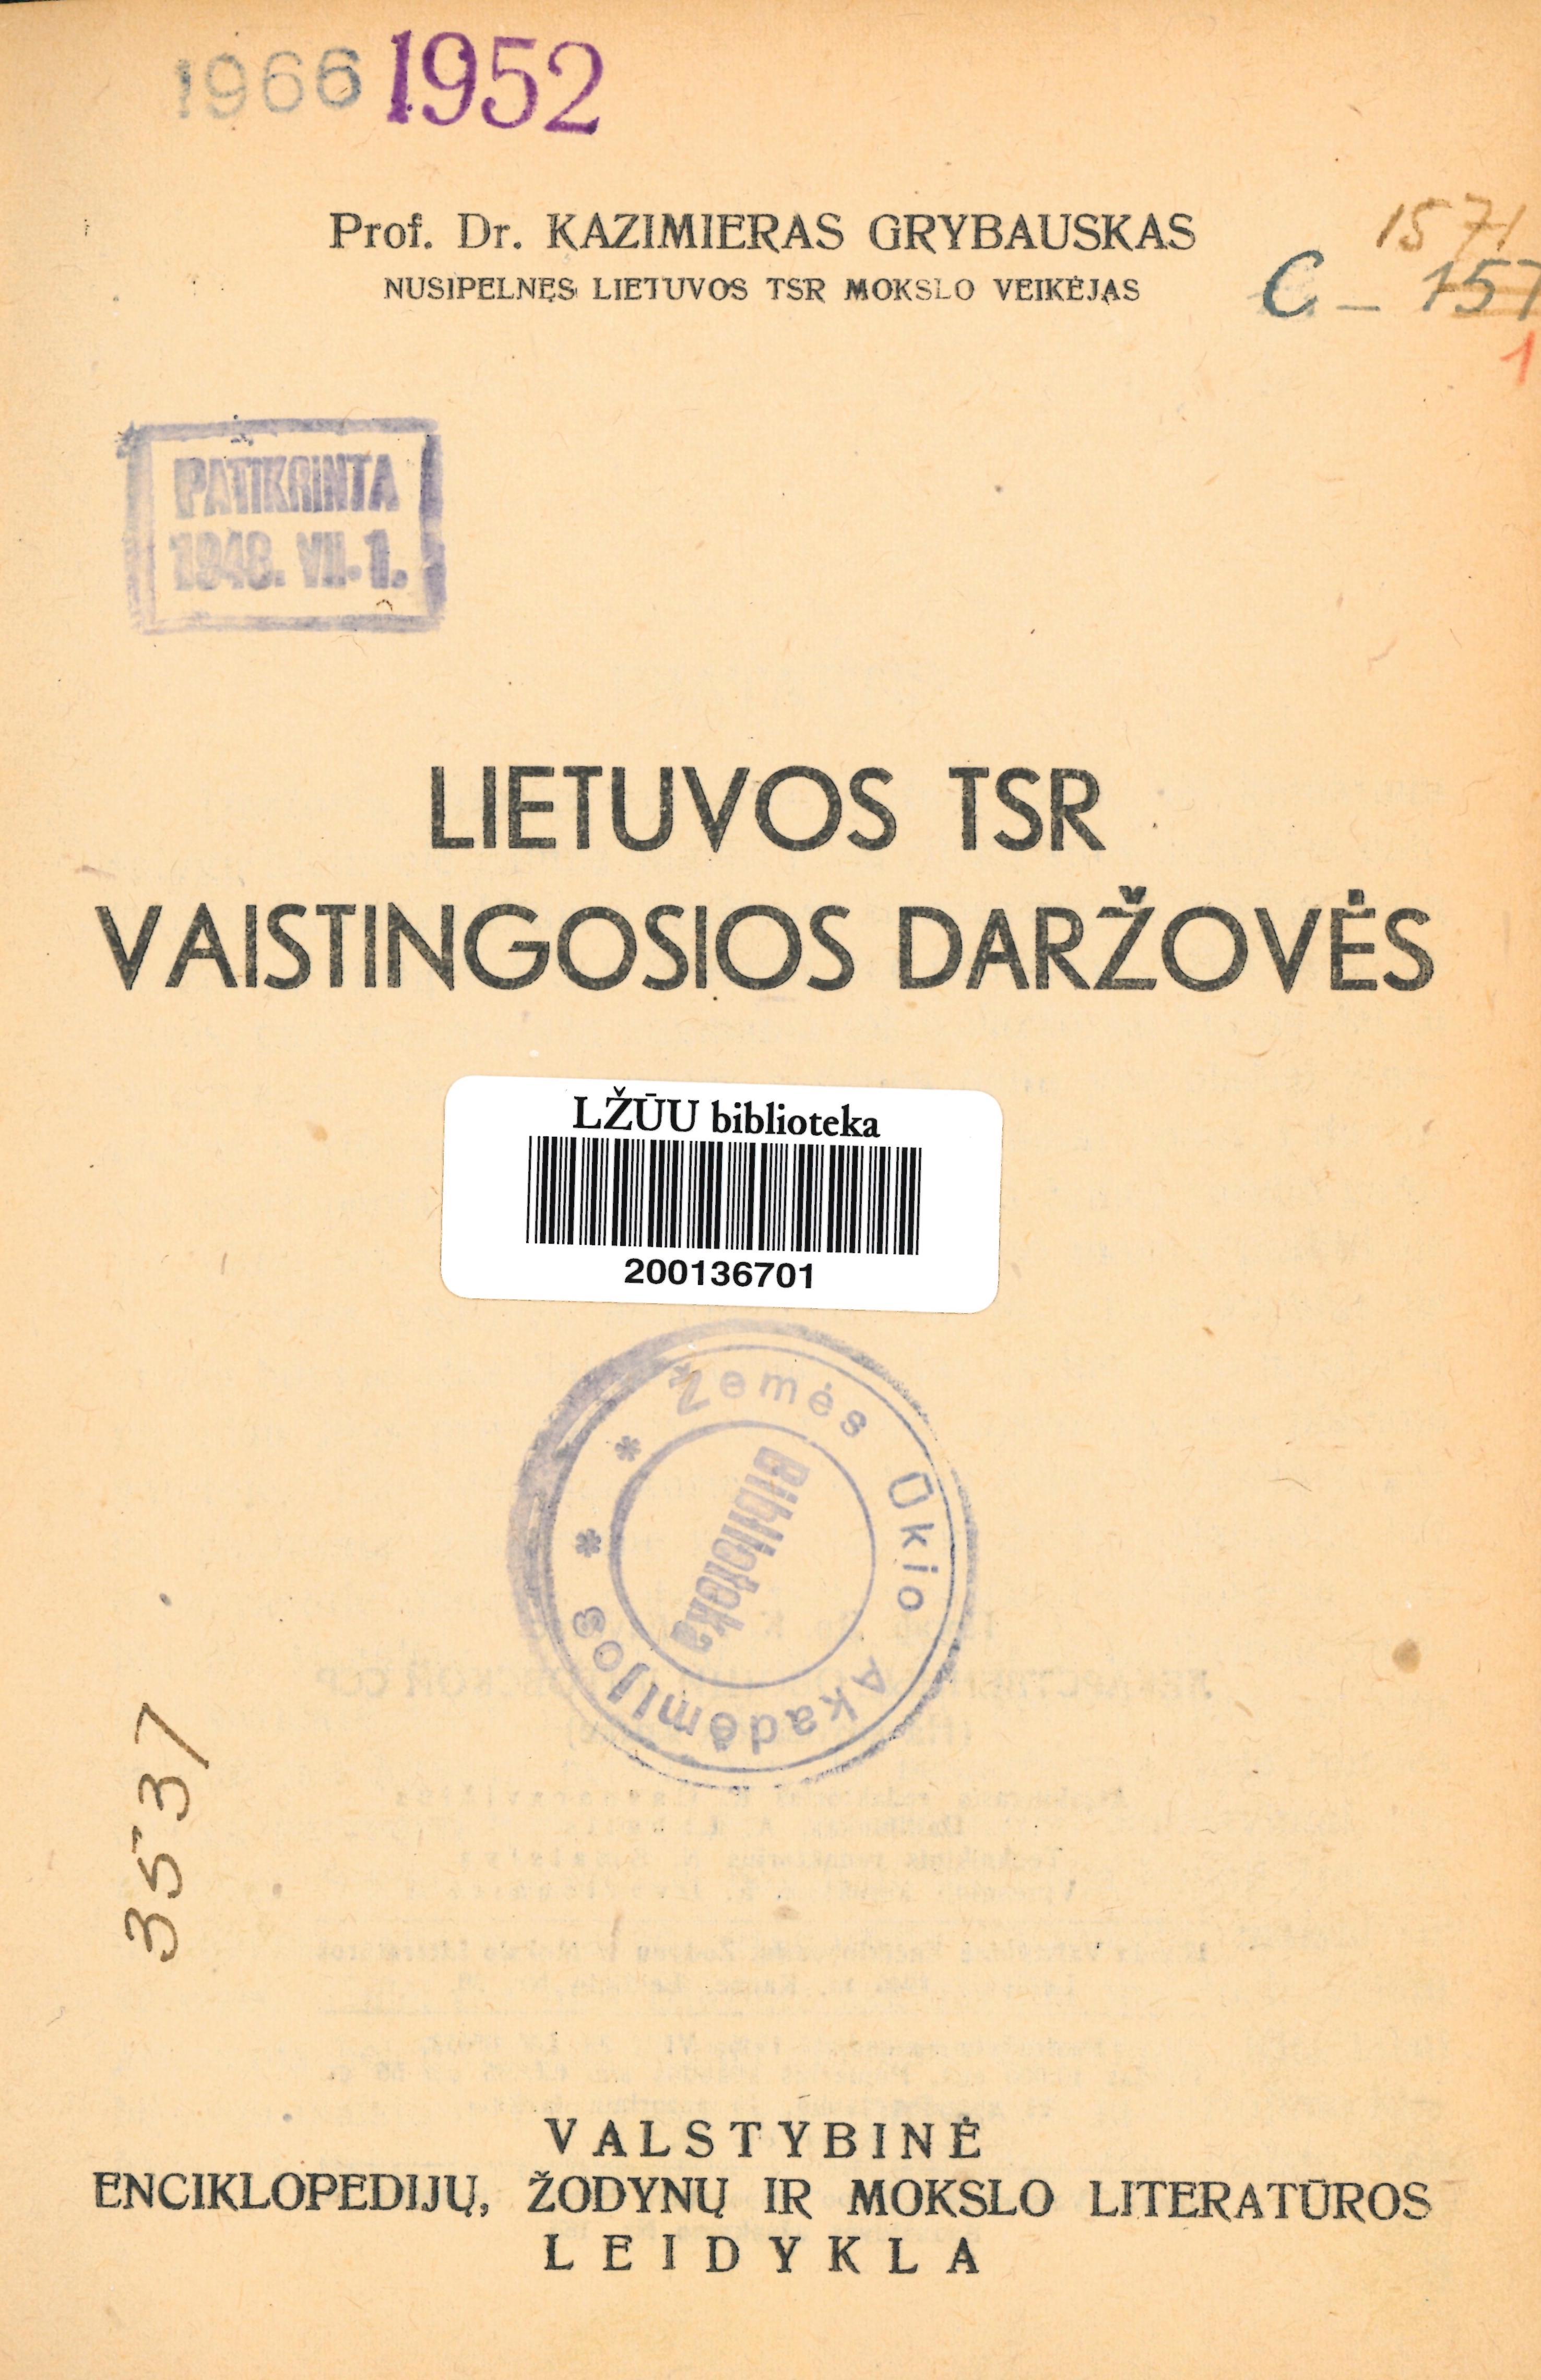 1966 1952
Prof. Dr. KAZIMIERAS GRYBAUSKAS
NUSIPELNĘS LIETUVOS TSR MOKSLO VEIKĖJAS
1571
C – 157
1
PATIKRINTA
1948. VII. 1.
LIETUVOS TSR
VAISTINGOSIOS DARŽOVĖS
LŽŪU biblioteka
200136701
Žemės Ūkio Akademijos * *
Biblioteka
3537
VALSTYBINĖ
ENCIKLOPEDIJŲ, ŽODYNŲ IR MOKSLO LITERATŪROS
LEIDYKLA